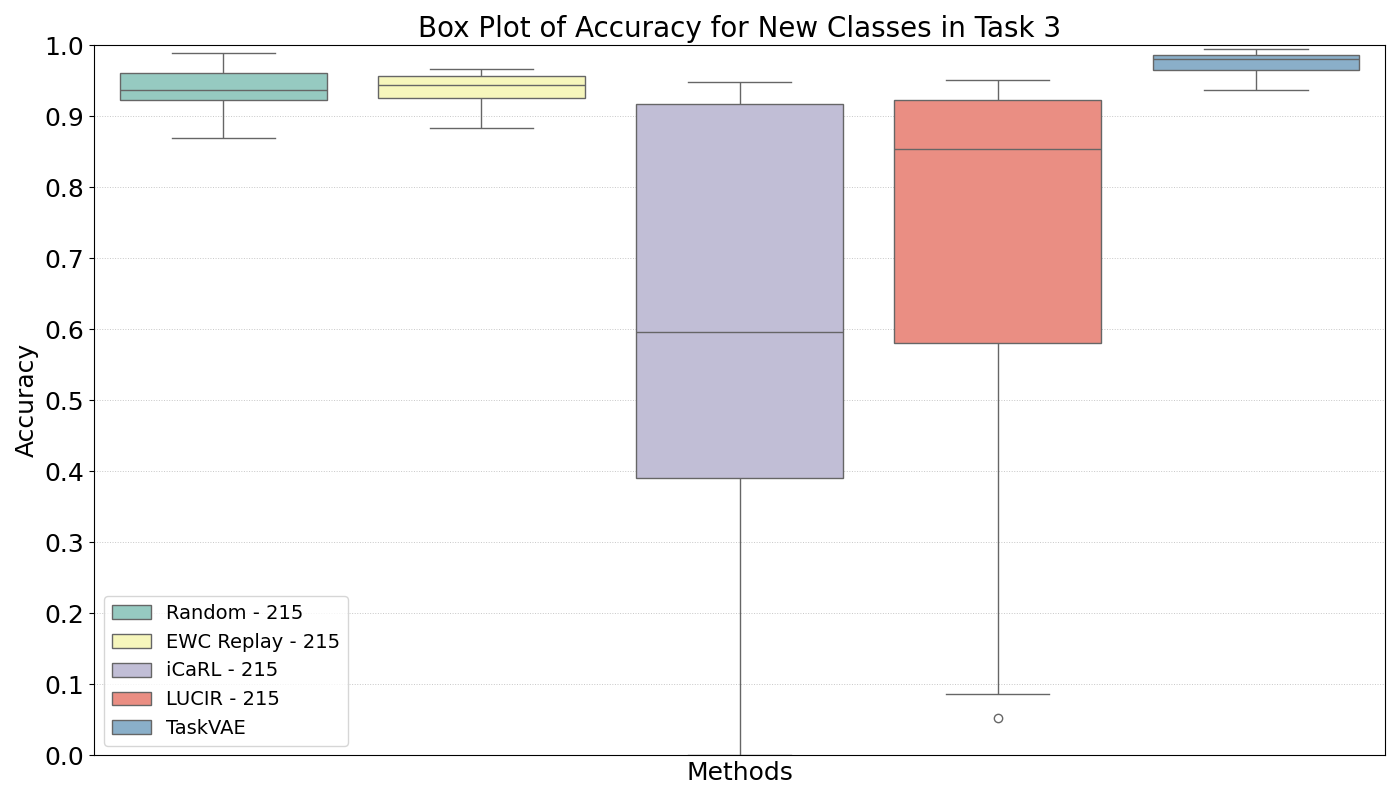 Box Plot of Accuracy for New Classes in Task 3
1.0
0.9
0.8
0.7
0.6
0.5
0.4
0.3
0.2
0.1
0.0
Accuracy
Random - 215
EWC Replay - 215
iCaRL - 215
LUCIR - 215
TaskVAE
Methods